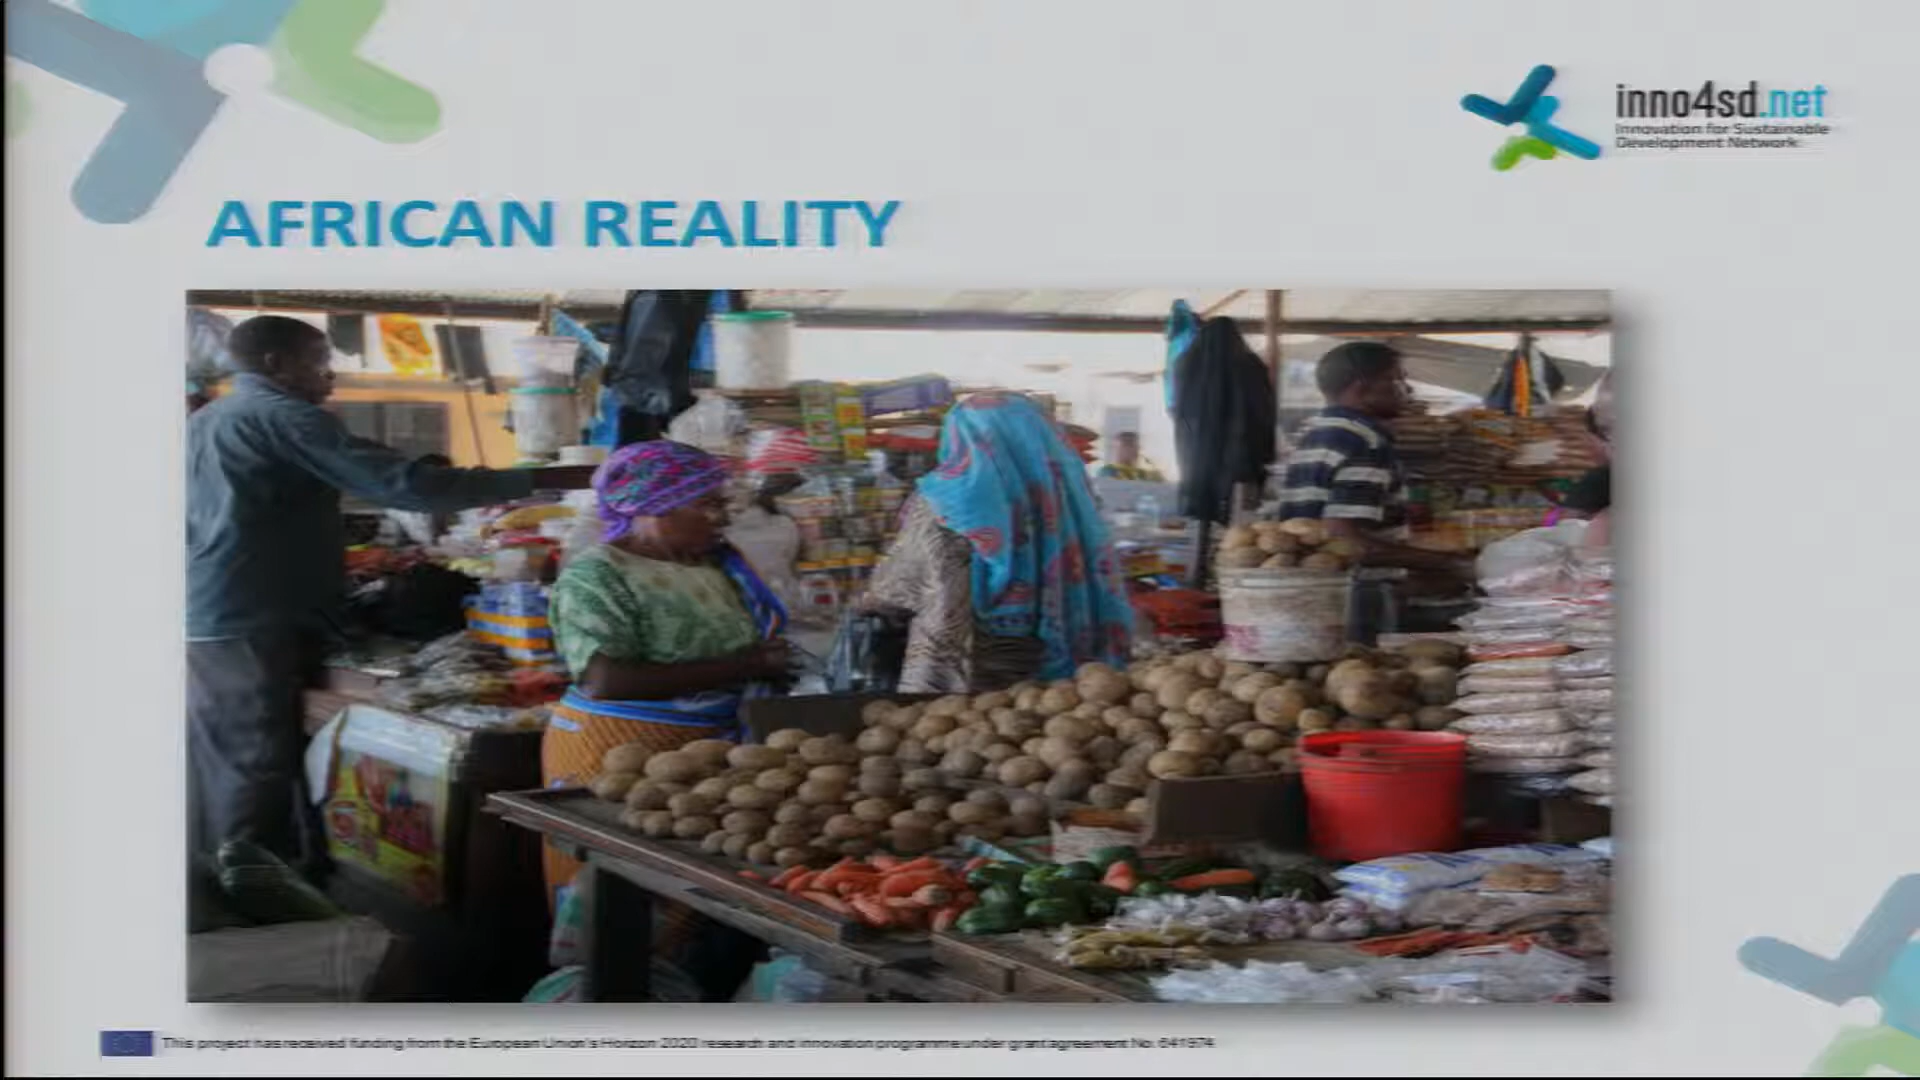 inno4sd.net
Innovation for Sustainable
Development Network
AFRICAN REALITY
This project has received funding from the European Union's Horizon 2020 research and innovation programme under grant agreement No. 641974